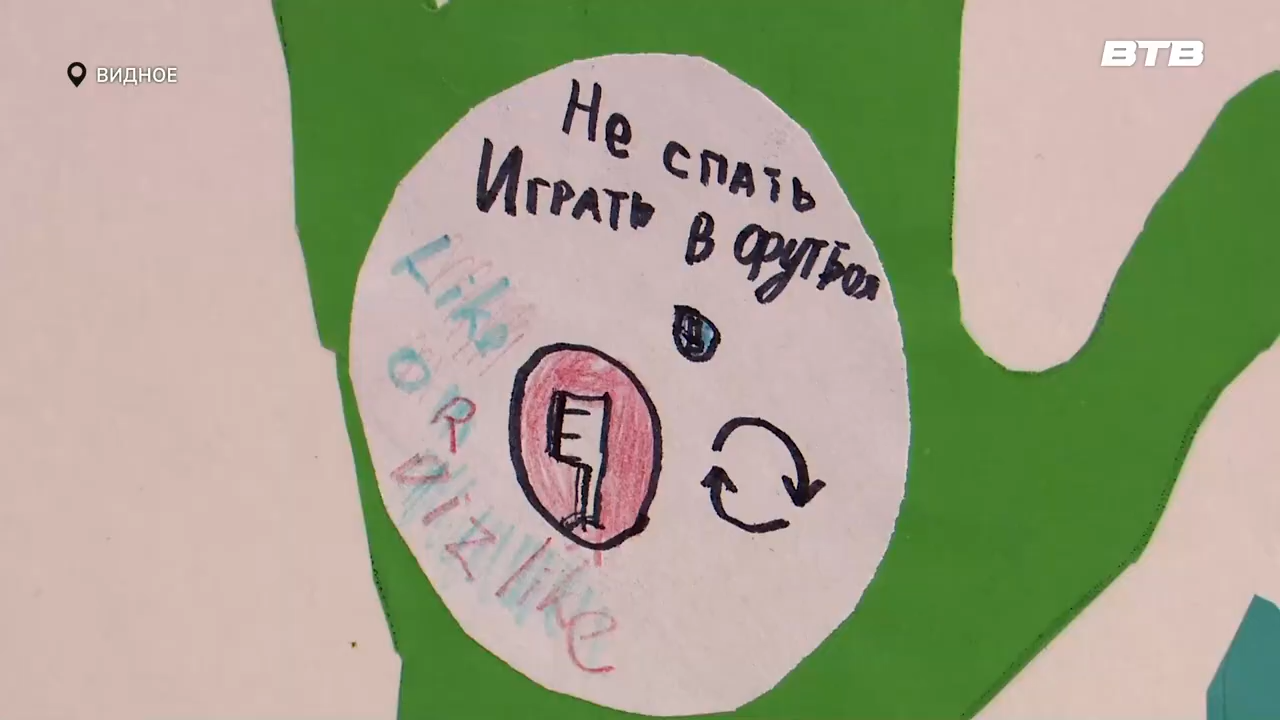 ВИДНОЕ
ВТВ
Не спать
Играть в футбол
Like
OR
Dizlike